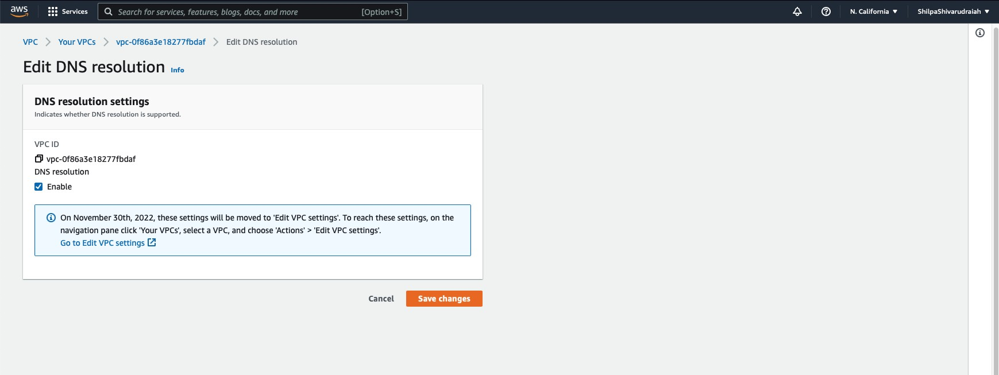 aws
Services
Search for services, features, blogs, docs, and more
[Option+S]
N. California
ShilpaShivarudraiah
VPC
Your VPCs
vpc-0f86a3e18277fbdaf
Edit DNS resolution
Edit DNS resolution
Info
DNS resolution settings
Indicates whether DNS resolution is supported.
VPC ID
vpc-0f86a3e18277fbdaf
DNS resolution
Enable
On November 30th, 2022, these settings will be moved to 'Edit VPC settings'. To reach these settings, on the
navigation pane click 'Your VPCs', select a VPC, and choose 'Actions' > 'Edit VPC settings'.
Go to Edit VPC settings
Cancel
Save changes